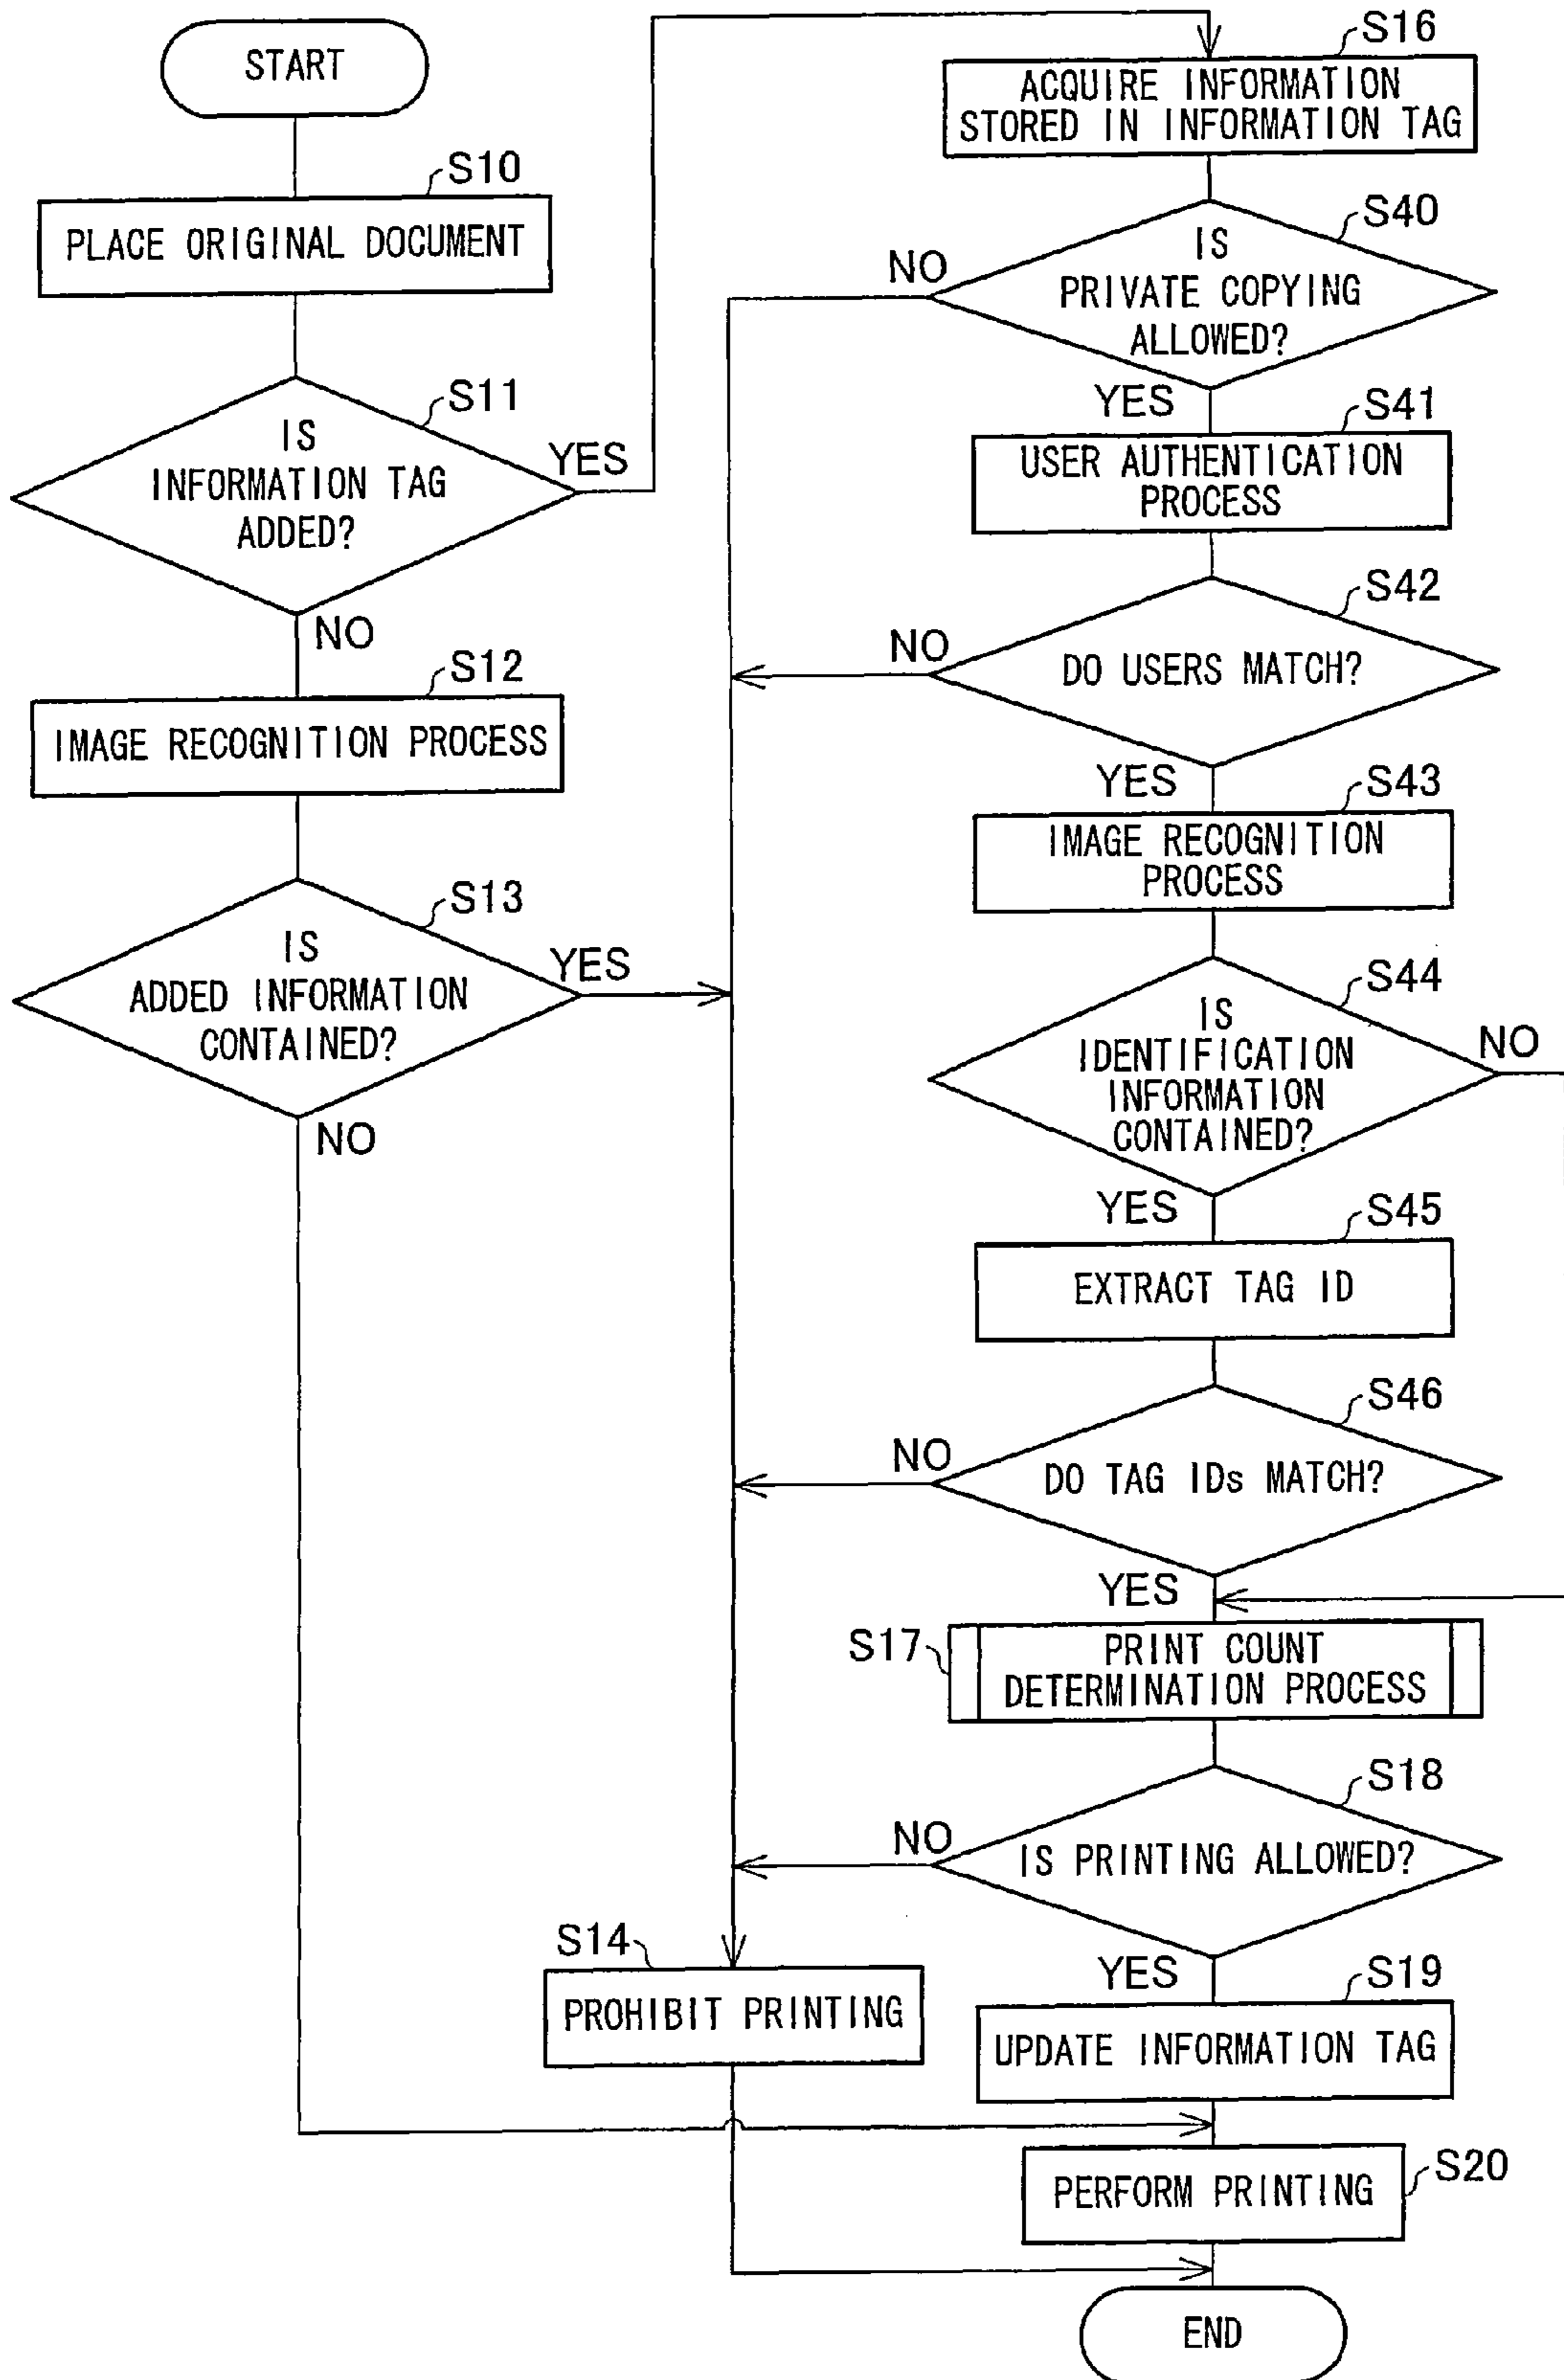 START
S10
PLACE ORIGINAL DOCUMENT
S11
IS
INFORMATION TAG
ADDED?
YES
NO
S12
IMAGE RECOGNITION PROCESS
S13
IS
ADDED INFORMATION
CONTAINED?
YES
NO
S14
PROHIBIT PRINTING
S16
ACQUIRE INFORMATION
STORED IN INFORMATION TAG
S40
IS
PRIVATE COPYING
ALLOWED?
NO
YES
S41
USER AUTHENTICATION
PROCESS
S42
DO USERS MATCH?
NO
YES
S43
IMAGE RECOGNITION
PROCESS
S44
IS
IDENTIFICATION
INFORMATION
CONTAINED?
NO
YES
S45
EXTRACT TAG ID
S46
DO TAG IDs MATCH?
NO
YES
S17
PRINT COUNT
DETERMINATION PROCESS
S18
IS PRINTING ALLOWED?
NO
YES
S19
UPDATE INFORMATION TAG
S20
PERFORM PRINTING
END